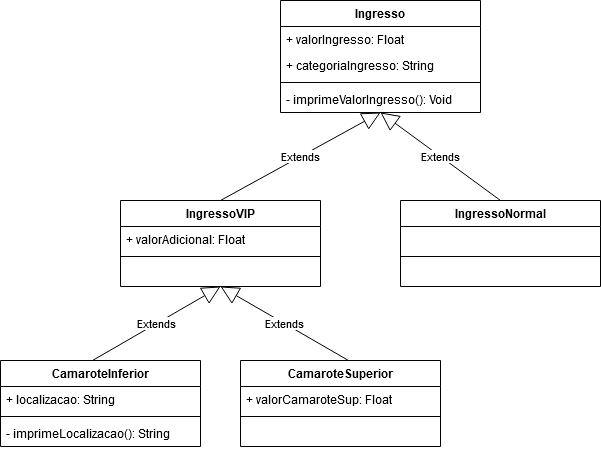 Ingresso
+ valorIngresso: Float
+ categoriaIngresso: String
- imprimeValorIngresso(): Void
Extends
Extends
IngressoVIP
+ valorAdicional: Float
IngressoNormal
Extends
Extends
CamaroteInferior
+ localizacao: String
- imprimeLocalizacao(): String
CamaroteSuperior
+ valorCamaroteSup: Float